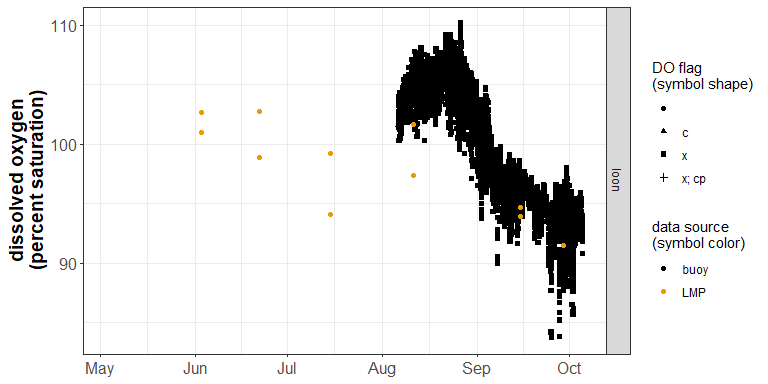 dissolved oxygen
(percent saturation)
110
100
90
May
Jun
Jul
Aug
Sep
Oct
loon
DO flag
(symbol shape)
c
x
x; cp
data source
(symbol color)
buoy
LMP